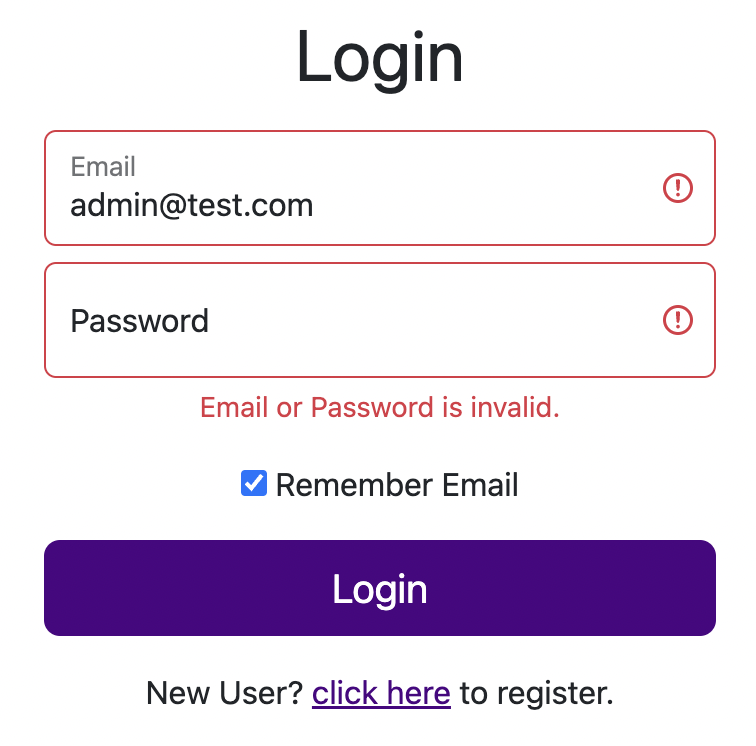 Login
Email
admin@test.com
Password
Email or Password is invalid.
Remember Email
Login
New User? click here to register.